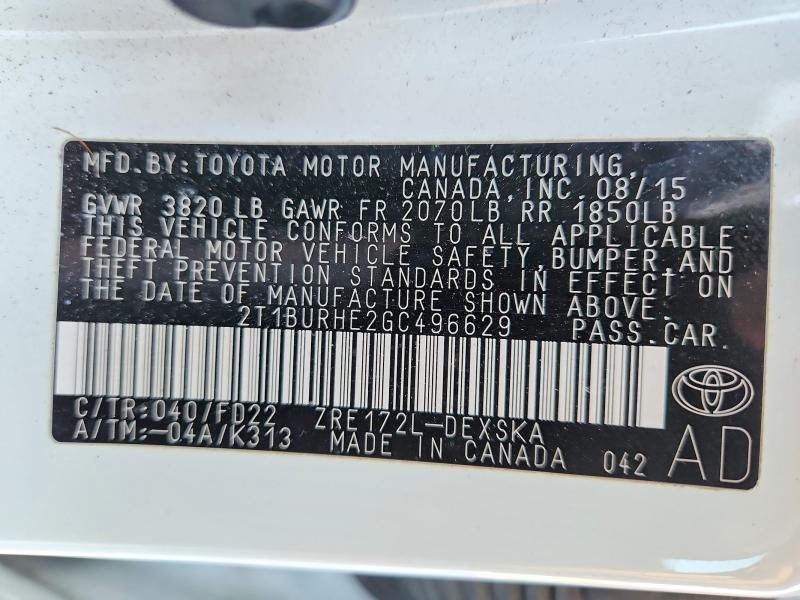 MFD.BY:TOYOTA MOTOR MANUFACTURING,
CANADA, INC. 08/15
GVWR 3820 LB GAWR FR 2070LB RR 1850LB
THIS VEHICLE CONFORMS TO ALL APPLICABLE
FEDERAL MOTOR VEHICLE SAFETY, BUMPER, AND
THEFT PREVENTION STANDARDS IN EFFECT ON
THE DATE OF MANUFACTURE SHOWN ABOVE.
2T1BURHE2GC496629 PASS.CAR
C/TR:040/FD22 ZRE172L-DEXSKA
A/TM:-04A/K313 MADE IN CANADA 042 AD